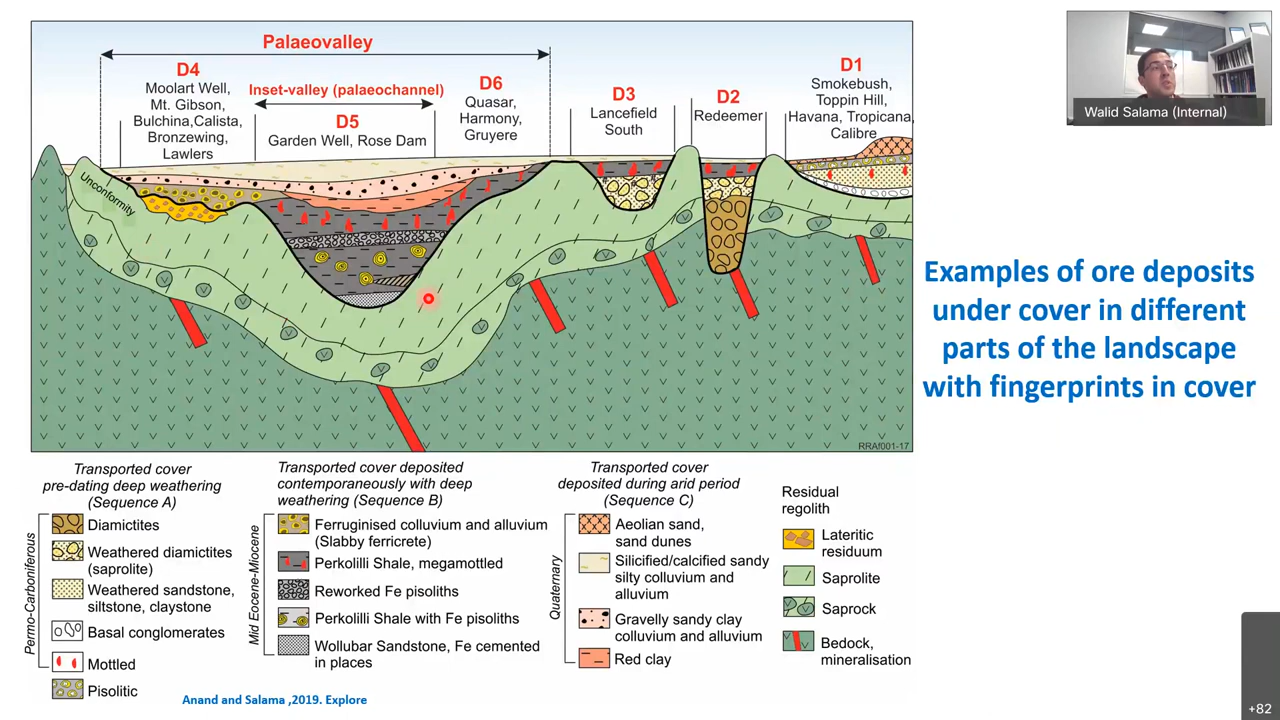 Palaeovalley
D4
Moolart Well,
Mt. Gibson,
Bulchina,Calista,
Bronzewing,
Lawlers
Inset-valley (palaeochannel)
D5
Garden Well, Rose Dam
D6
Quasar,
Harmony,
Gruyere
D3
Lancefield
South
D2
Redeemer
D1
Smokebush,
Toppin Hill,
Havana, Tropicana,
Calibre
Walid Salama (Internal)
Unconformity
RRAf001-17
Examples of ore deposits
under cover in different
parts of the landscape
with fingerprints in cover
Transported cover
pre-dating deep weathering
(Sequence A)
Permo-Carboniferous
Diamictites
Weathered diamictites
(saprolite)
Weathered sandstone,
siltstone, claystone
Basal conglomerates
Mottled
Pisolitic
Transported cover deposited
contemporaneously with deep
weathering (Sequence B)
Mid Eocene-Miocene
Ferruginised colluvium and alluvium
(Slabby ferricrete)
Perkolilli Shale, megamottled
Reworked Fe pisoliths
Perkolilli Shale with Fe pisoliths
Wollubar Sandstone, Fe cemented
in places
Transported cover
deposited during arid period
(Sequence C)
Quaternary
Aeolian sand,
sand dunes
Silicified/calcified sandy
silty colluvium and
alluvium
Gravelly sandy clay
colluvium and alluvium
Red clay
Residual
regolith
Lateritic
residuum
Saprolite
Saprock
Bedock,
mineralisation
Anand and Salama ,2019. Explore
+82